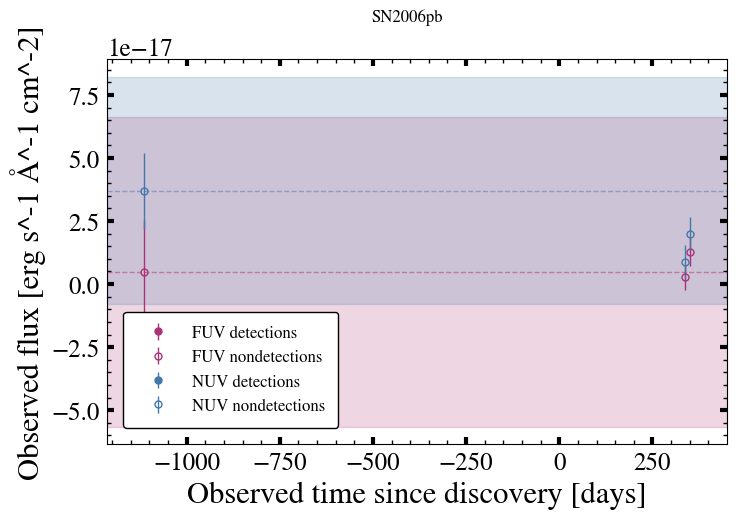 SN2006pb
1e−17
7.5
5.0
2.5
0.0
−2.5
−5.0
Observed flux [erg s^-1 Å^-1 cm^-2]
FUV detections
FUV nondetections
NUV detections
NUV nondetections
−1000 −750 −500 −250 0 250
Observed time since discovery [days]